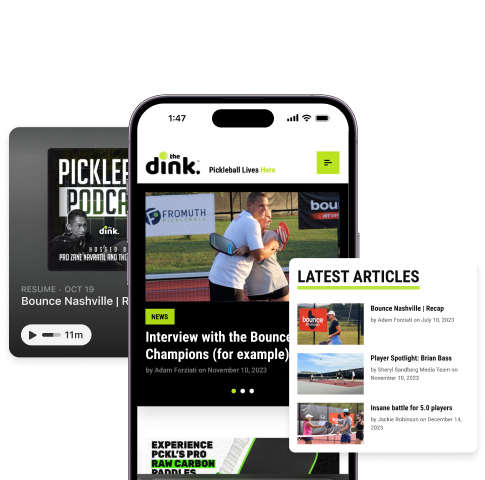 1:47
the
dink.
Pickleball Lives Here
PICKLEB
PODCA
dink.
HOSTED B
PRO ZANE NAVRATIL AND THE
RESUME - OCT 19
Bounce Nashville | R
11m
FROMUTH
PICKLEBALL
bou
NEWS
Interview with the Bounce
Champions (for example)
by Adam Forziati on November 10, 2023
EXPERIENCE
PCKL'S PRO
RAW CARBON
PADDLES
LATEST ARTICLES
bounce
Bounce Nashville | Recap
by Adam Forziati on July 10, 2023
Player Spotlight: Brian Bass
by Sheryl Sandberg Media Team on
November 10, 2023
Insane battle for 5.0 players
by Jackie Robinson on December 14,
2023